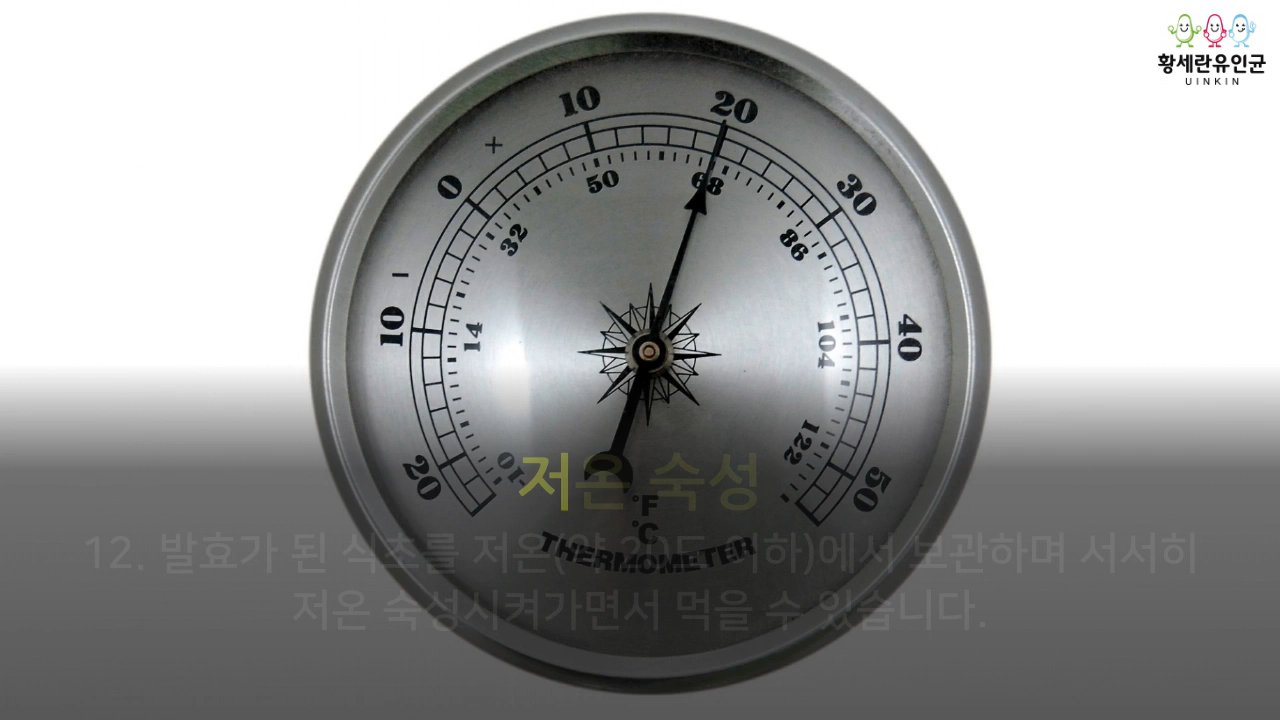 황세란유인균
UINKIN
10
20
+
0
30
50
68
32
86
−
10
14
40
104
122
20
-10
50
저온 숙성
°F
°C
THERMOMETER
12. 발효가 된 식초를 저온(약 20도 이하)에서 보관하며 서서히
저온 숙성시켜가면서 먹을 수 있습니다.